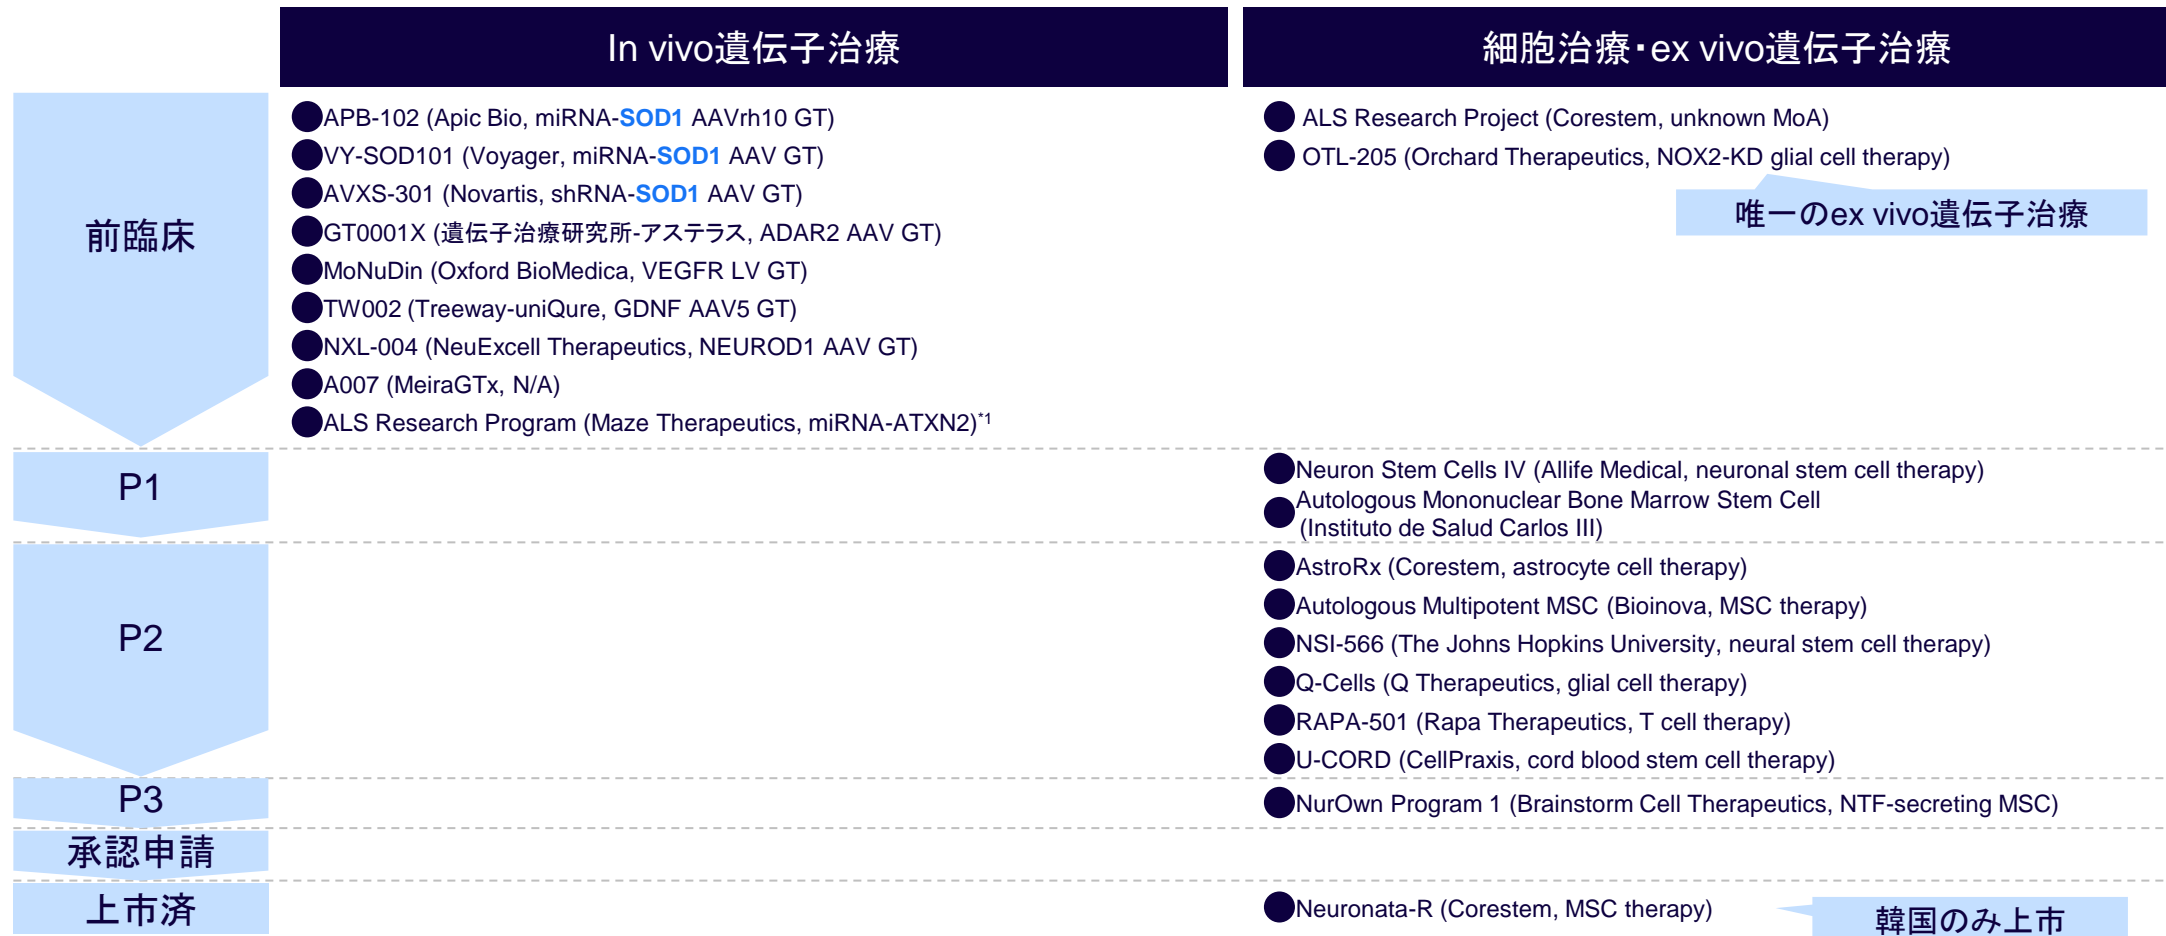 In vivo遺伝子治療
細胞治療・ex vivo遺伝子治療
前臨床
●APB-102 (Apic Bio, miRNA-SOD1 AAVrh10 GT)
●VY-SOD101 (Voyager, miRNA-SOD1 AAV GT)
●AVXS-301 (Novartis, shRNA-SOD1 AAV GT)
●GT0001X (遺伝子治療研究所-アステラス, ADAR2 AAV GT)
●MoNuDin (Oxford BioMedica, VEGFR LV GT)
●TW002 (Treeway-uniQure, GDNF AAV5 GT)
●NXL-004 (NeuExcell Therapeutics, NEUROD1 AAV GT)
●A007 (MeiraGTx, N/A)
●ALS Research Program (Maze Therapeutics, miRNA-ATXN2)*1
● ALS Research Project (Corestem, unknown MoA)
● OTL-205 (Orchard Therapeutics, NOX2-KD glial cell therapy)
唯一のex vivo遺伝子治療
P1
●Neuron Stem Cells IV (Allife Medical, neuronal stem cell therapy)
●Autologous Mononuclear Bone Marrow Stem Cell
(Instituto de Salud Carlos III)
P2
●AstroRx (Corestem, astrocyte cell therapy)
●Autologous Multipotent MSC (Bioinova, MSC therapy)
●NSI-566 (The Johns Hopkins University, neural stem cell therapy)
●Q-Cells (Q Therapeutics, glial cell therapy)
●RAPA-501 (Rapa Therapeutics, T cell therapy)
●U-CORD (CellPraxis, cord blood stem cell therapy)
P3
●NurOwn Program 1 (Brainstorm Cell Therapeutics, NTF-secreting MSC)
承認申請
上市済
●Neuronata-R (Corestem, MSC therapy)
韓国のみ上市